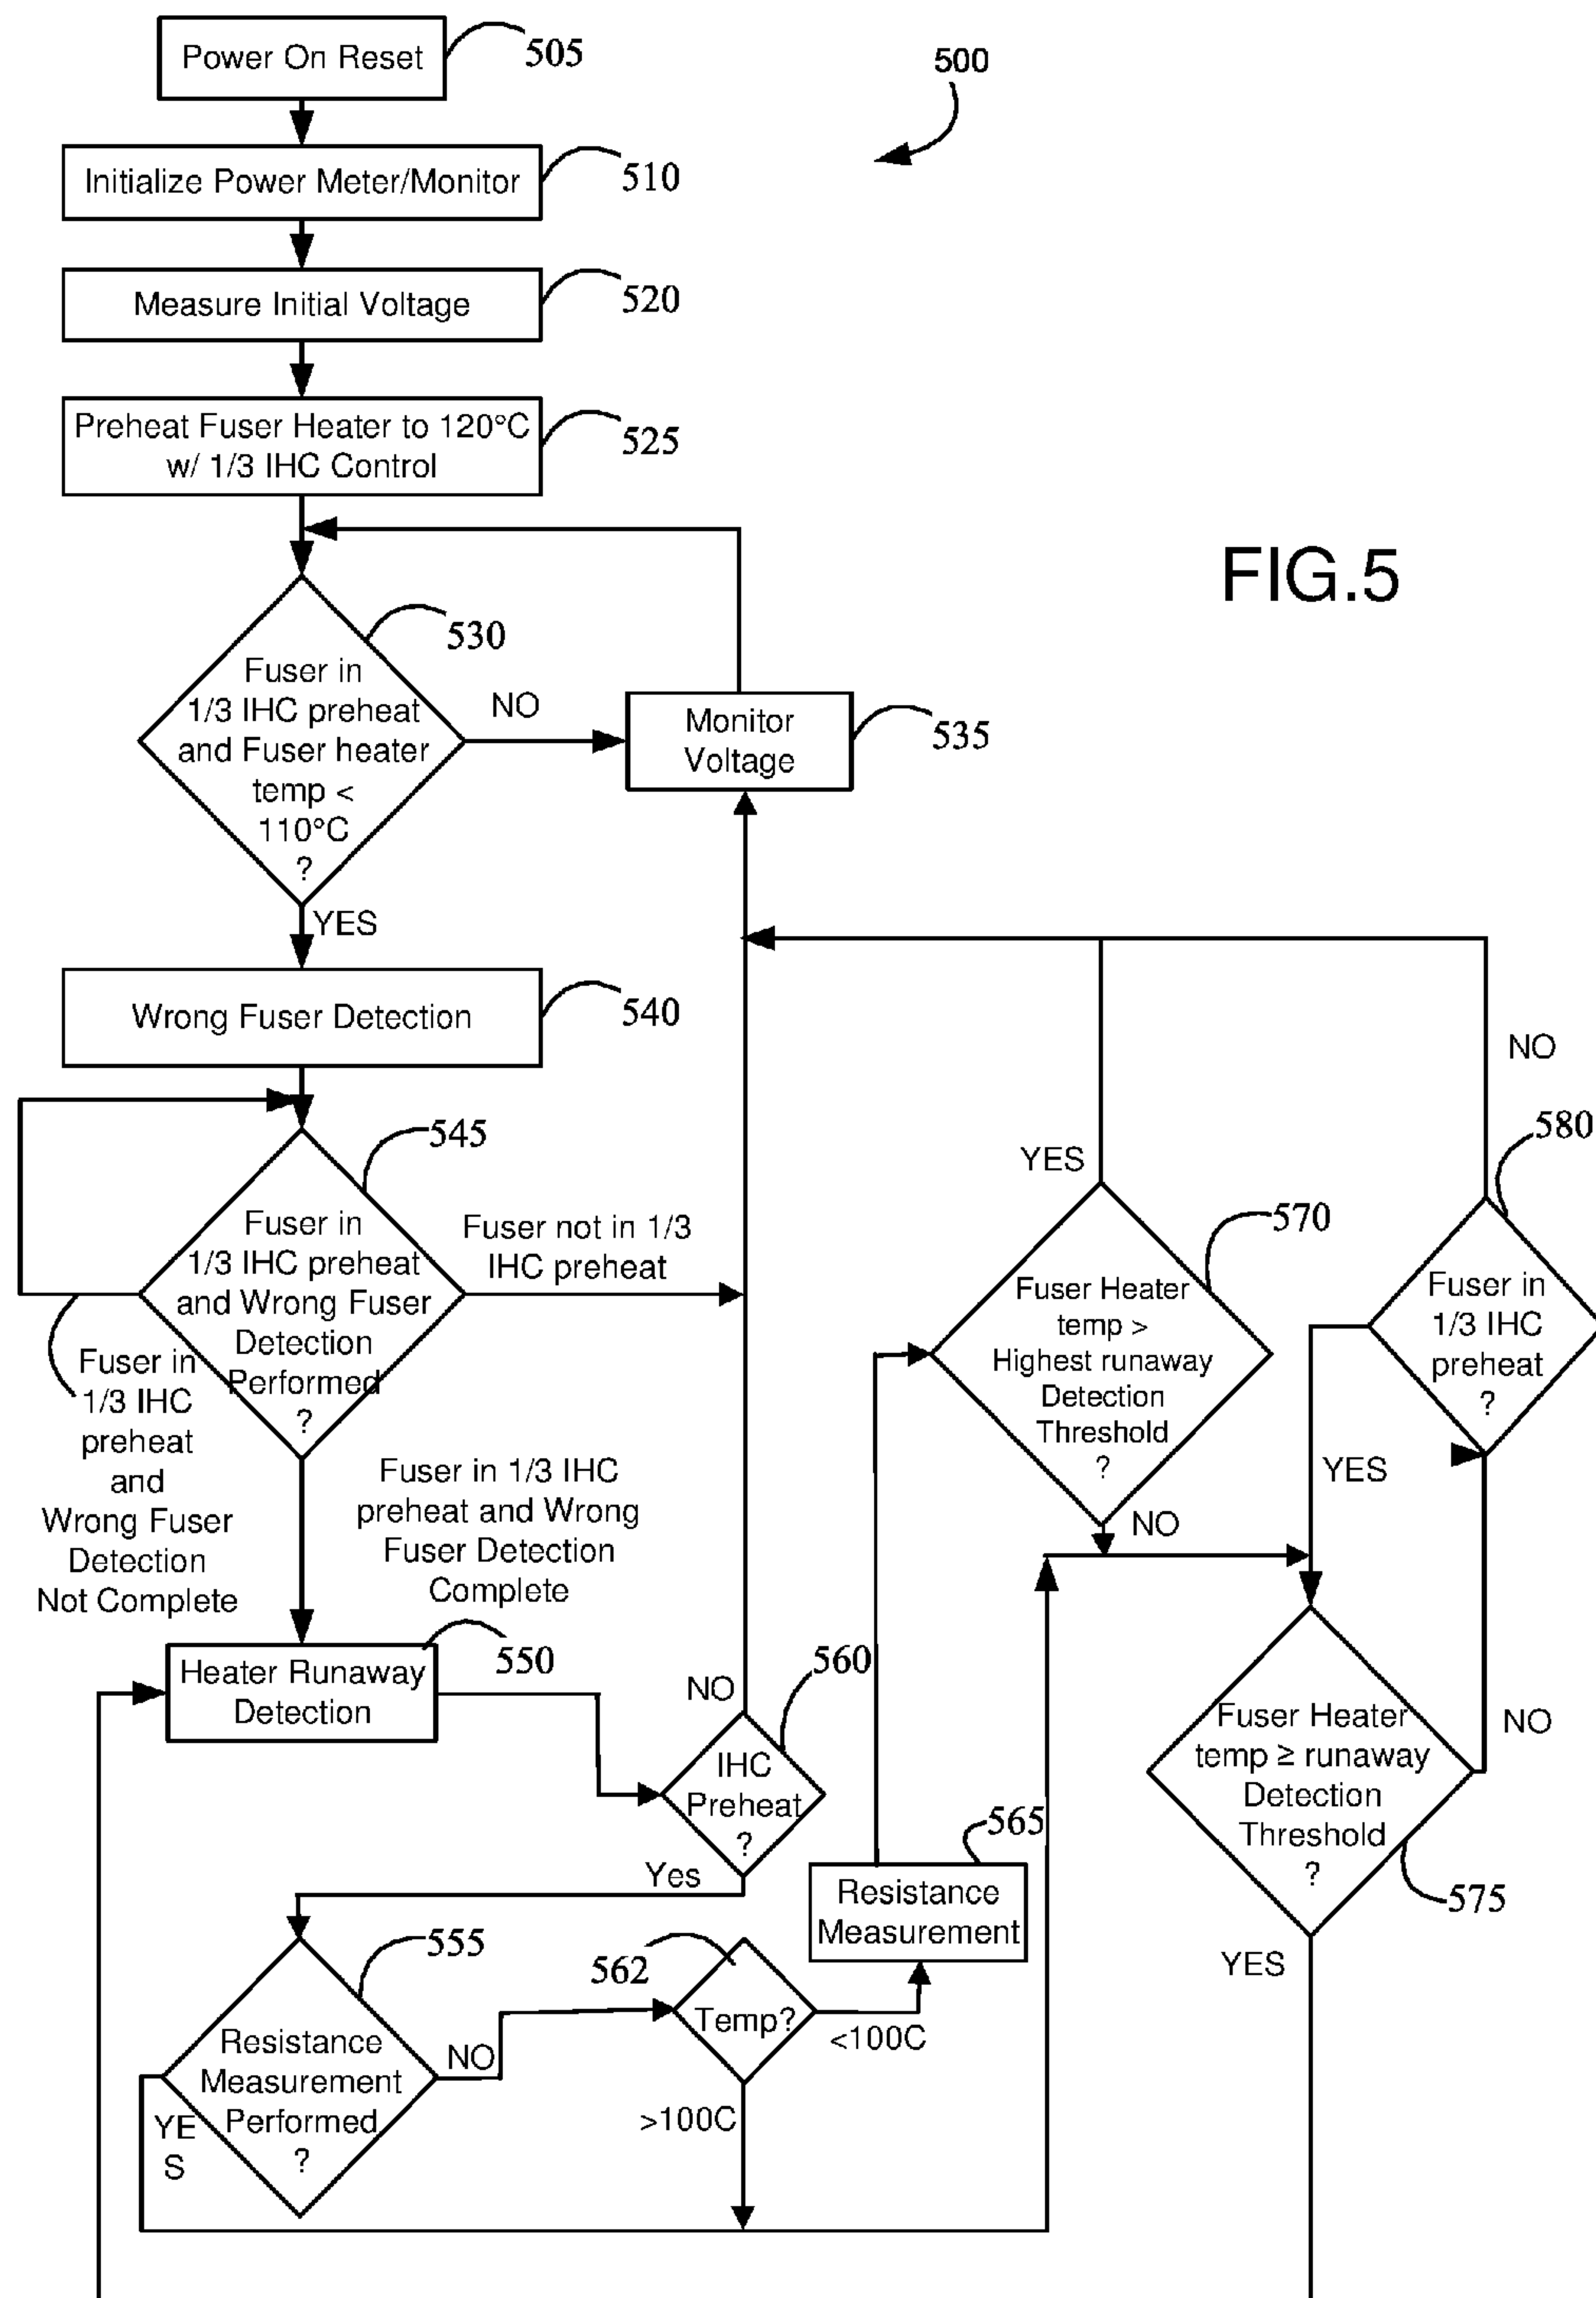 Power On Reset
505
500
Initialize Power Meter/Monitor
510
Measure Initial Voltage
520
Preheat Fuser Heater to 120°C
w/ 1/3 IHC Control
525
FIG.5
530
Fuser in
1/3 IHC preheat
and Fuser heater
temp <
110°C
?
NO
Monitor
Voltage
535
YES
Wrong Fuser Detection
540
545
Fuser in
1/3 IHC preheat
and Wrong Fuser
Detection
Performed
?
Fuser not in 1/3
IHC preheat
Fuser in
1/3 IHC
preheat
and
Wrong Fuser
Detection
Not Complete
Fuser in 1/3 IHC
preheat and Wrong
Fuser Detection
Complete
Heater Runaway
Detection
550
NO
560
IHC
Preheat
?
Yes
555
Resistance
Measurement
Performed
?
YE
S
NO
562
Temp?
<100C
>100C
565
Resistance
Measurement
YES
570
Fuser Heater
temp >
Highest runaway
Detection
Threshold
?
NO
NO
580
Fuser in
1/3 IHC
preheat
?
YES
Fuser Heater
temp ≥ runaway
Detection
Threshold
?
NO
575
YES